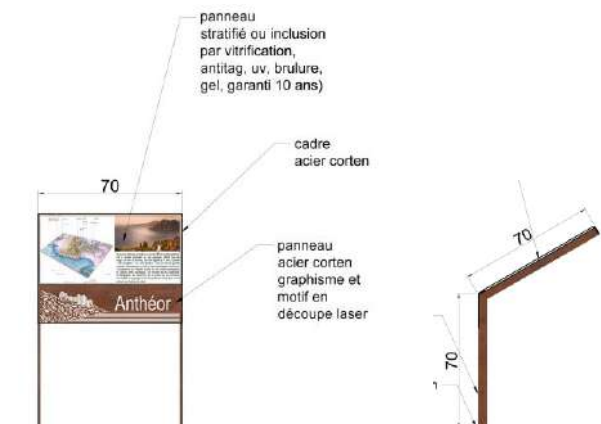 panneau
stratifié ou inclusion
par vitrification,
antitag, uv, brulure,
gel, garanti 10 ans)
cadre
acier corten
70
panneau
acier corten
graphisme et
motif en
découpe laser
Anthéor
70
70